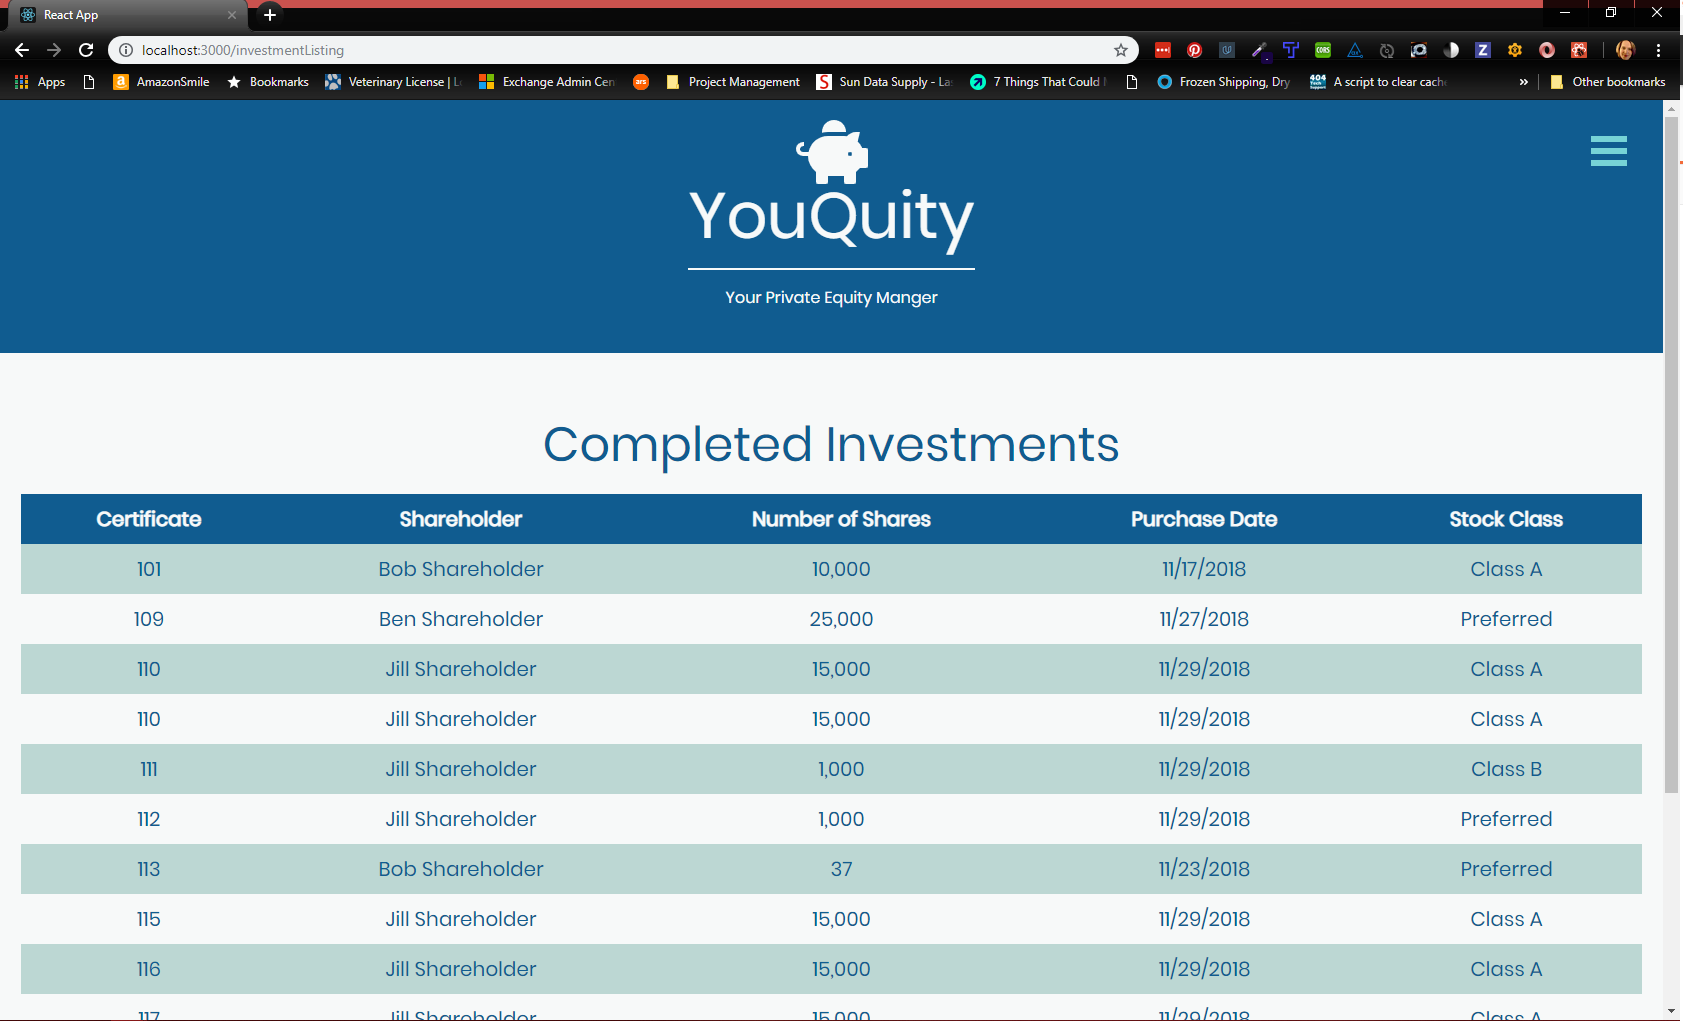 React App
localhost:3000/investmentListing
Apps AmazonSmile Bookmarks Veterinary License | L Exchange Admin Cen ars Project Management S Sun Data Supply - La 7 Things That Could Frozen Shipping, Dry 404 A script to clear cache » Other bookmarks
YouQuity
Your Private Equity Manger
Completed Investments
Certificate Shareholder Number of Shares Purchase Date Stock Class
101 Bob Shareholder 10,000 11/17/2018 Class A
109 Ben Shareholder 25,000 11/27/2018 Preferred
110 Jill Shareholder 15,000 11/29/2018 Class A
110 Jill Shareholder 15,000 11/29/2018 Class A
111 Jill Shareholder 1,000 11/29/2018 Class B
112 Jill Shareholder 1,000 11/29/2018 Preferred
113 Bob Shareholder 37 11/23/2018 Preferred
115 Jill Shareholder 15,000 11/29/2018 Class A
116 Jill Shareholder 15,000 11/29/2018 Class A
117 Jill Shareholder 15,000 11/29/2018 Class A